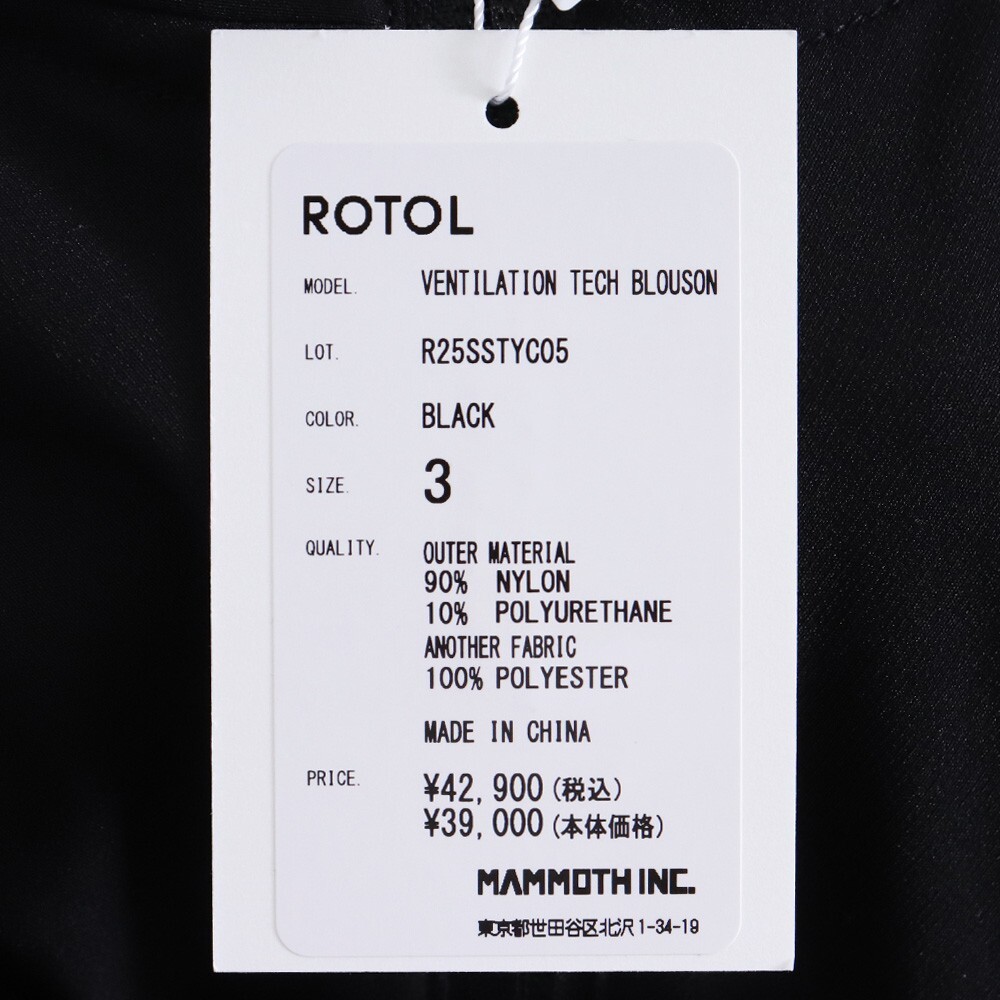 ROTOL
MODEL. VENTILATION TECH BLOUSON
LOT. R25SSTYC05
COLOR. BLACK
SIZE. 3
QUALITY. OUTER MATERIAL
90% NYLON
10% POLYURETHANE
ANOTHER FABRIC
100% POLYESTER
MADE IN CHINA
PRICE. ¥42,900(税込)
¥39,000(本体価格)
MAMMOTH INC.
東京都世田谷区北沢1-34-19